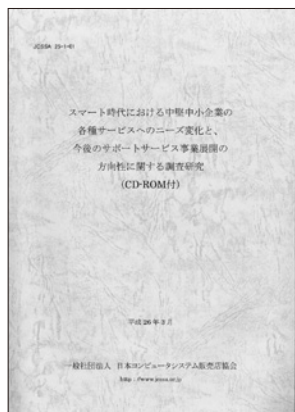 JCSSA 25-1-01
スマート時代における中堅中小企業の
各種サービスへのニーズ変化と、
今後のサポートサービス事業展開の
方向性に関する調査研究
(CD-ROM付)
平成26年3月
一般社団法人 日本コンピュータシステム販売店協会
http://www.jcssa.or.jp